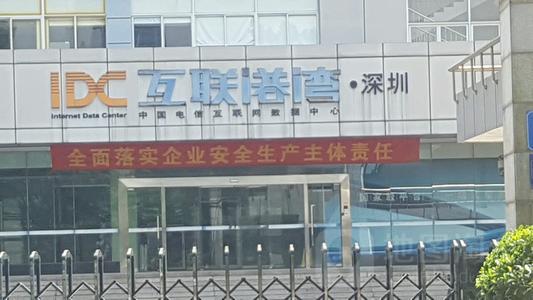 IDC 互联港湾·深圳
Internet Data Center 中国电信互联网数据中心
全面落实企业安全生产主体责任